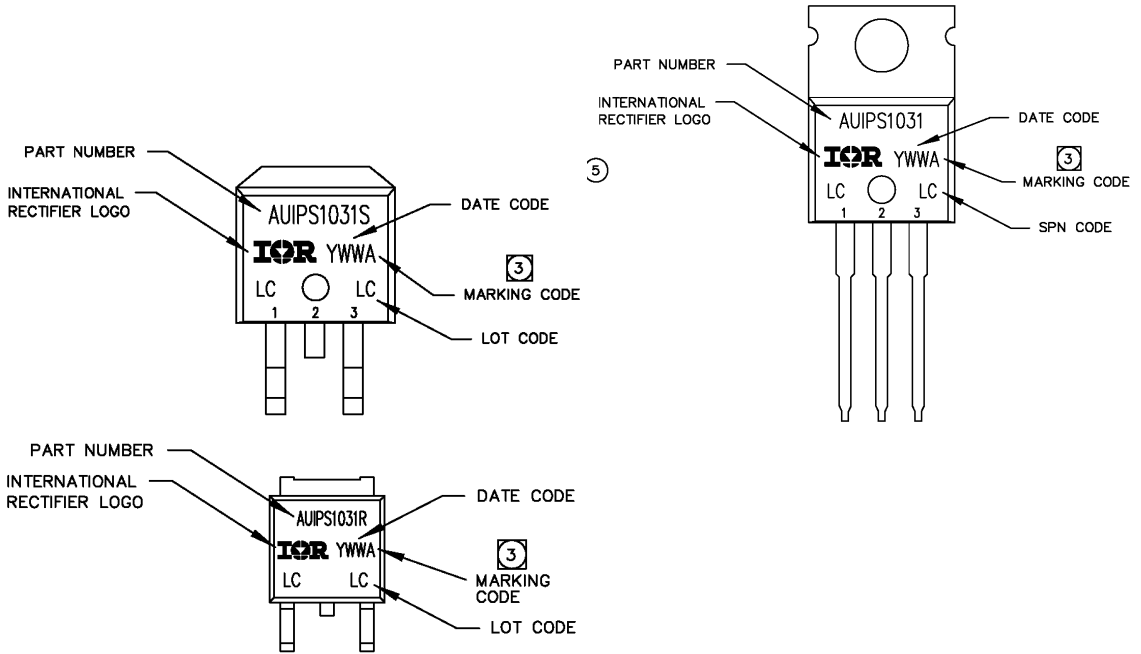 PART NUMBER
INTERNATIONAL
RECTIFIER LOGO
AUIPS1031S
IOR YWWA
LC LC
1 2 3
DATE CODE
3
MARKING CODE
LOT CODE
PART NUMBER
INTERNATIONAL
RECTIFIER LOGO
AUIPS1031
IOR YWWA
LC LC
1 2 3
DATE CODE
3
MARKING CODE
SPN CODE
5
PART NUMBER
INTERNATIONAL
RECTIFIER LOGO
AUIPS1031R
IOR YWWA
LC LC
DATE CODE
3
MARKING
CODE
LOT CODE